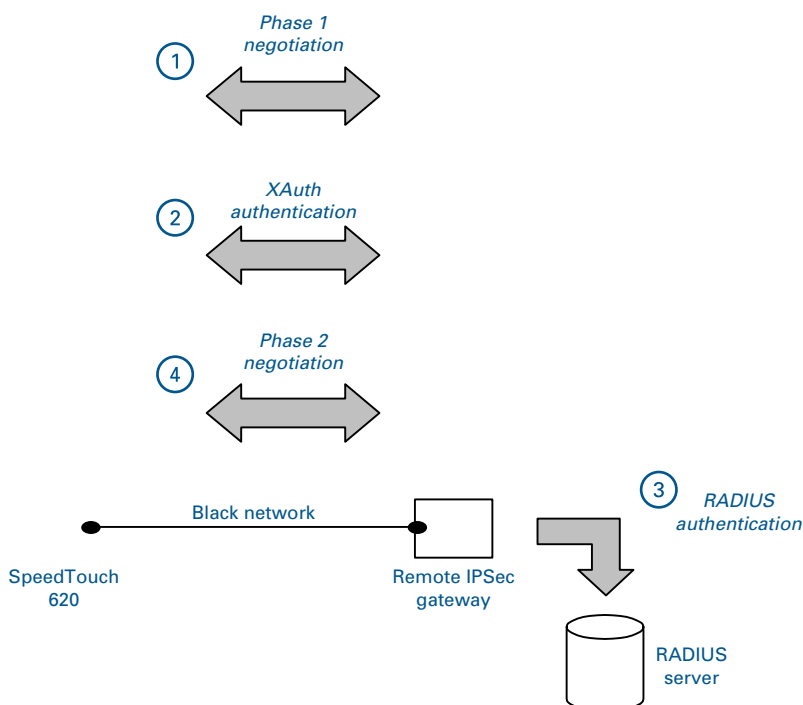 Phase 1
negotiation
1
XAuth
authentication
2
Phase 2
negotiation
4
3
RADIUS
authentication
Black network
SpeedTouch
620
Remote IPSec
gateway
RADIUS
server